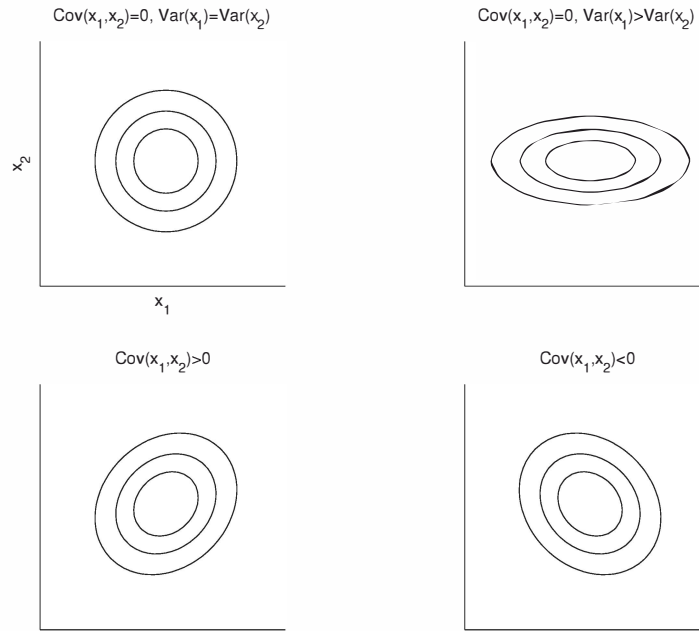 Cov(x₁,x₂)=0, Var(x₁)=Var(x₂)
Cov(x₁,x₂)=0, Var(x₁)>Var(x₂)
x₂
x₁
Cov(x₁,x₂)>0
Cov(x₁,x₂)<0